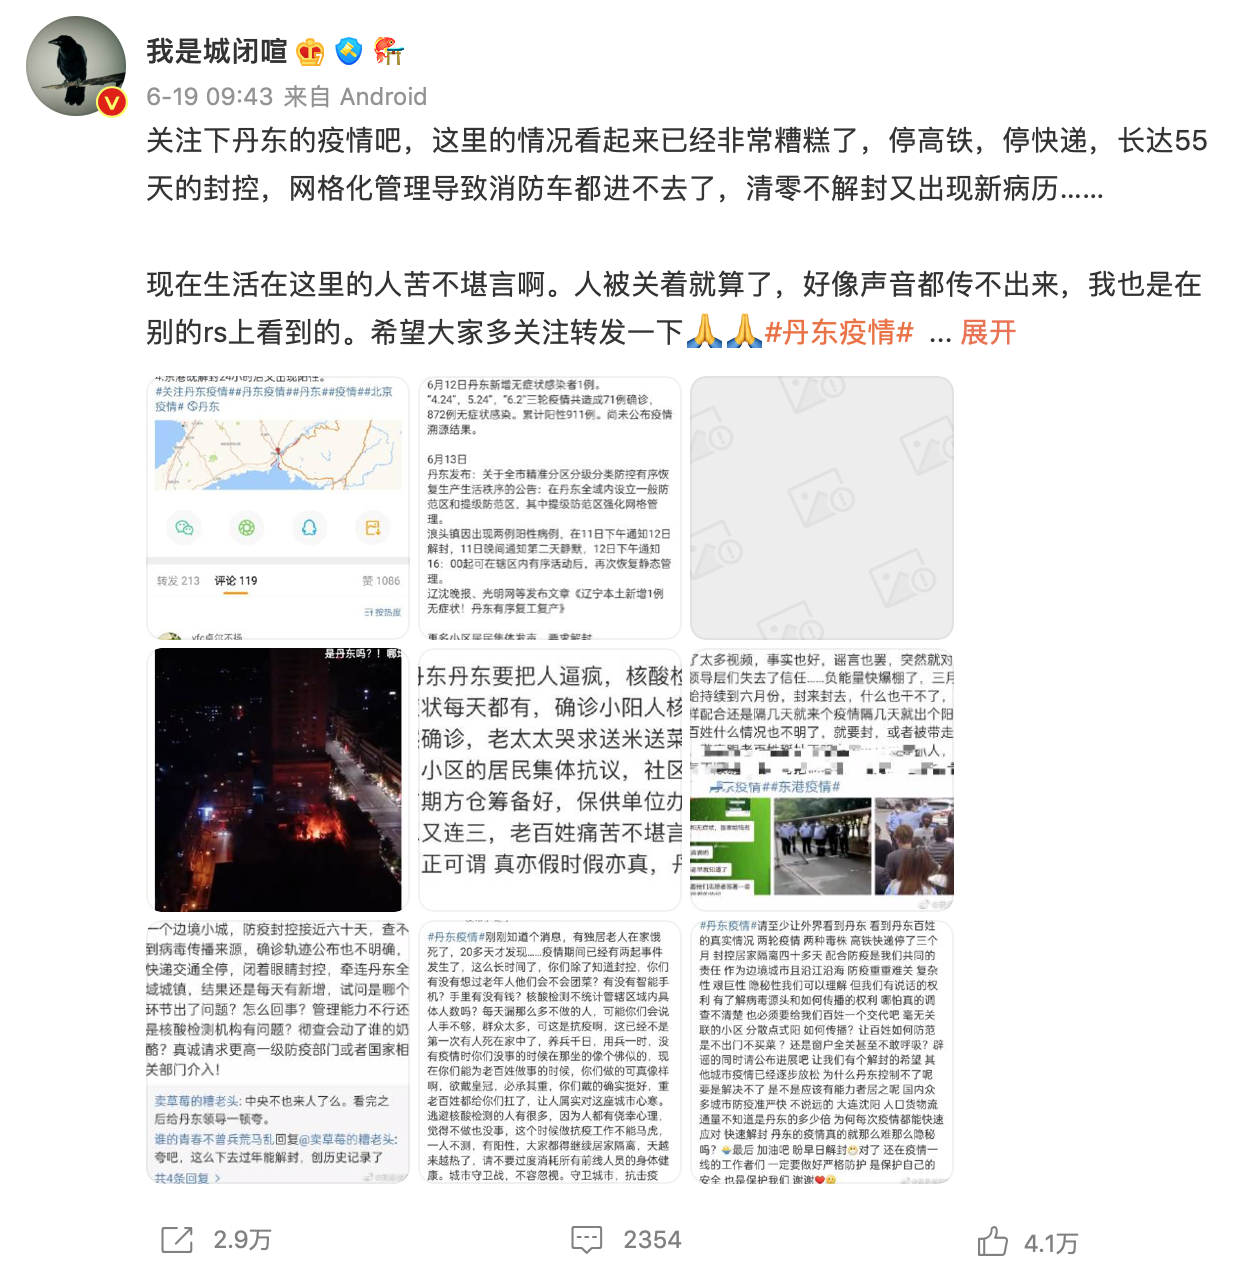 我是城闭喧
6-19 09:43 来自 Android
关注下丹东的疫情吧，这里的情况看起来已经非常糟糕了，停高铁，停快递，长达55
天的封控，网格化管理导致消防车都进不去了，清零不解封又出现新病历……
现在生活在这里的人苦不堪言啊。人被关着就算了，好像声音都传不出来，我也是在
别的rs上看到的。希望大家多关注转发一下🙏🙏#丹东疫情# ... 展开
4.东港既解封24小时后又出现阳性。
#关注丹东疫情##丹东疫情##丹东##疫情##北京
疫情# 丹东
转发 213 评论 119 赞 1086
按热度
6月12日丹东新增无症状感染者1例。
“4.24”，5.24”，“6.2”三轮疫情共造成71例确诊，
872例无症状感染。累计阳性911例。尚未公布疫情
溯源结果。
6月13日
丹东发布：关于全市精准分区分级分类防控有序恢
复生产生活秩序的公告：在丹东全域内设立一般防
范区和提级防范区，其中提级防范区强化网格管
理。
浪头镇因出现两例阳性病例，在11日下午通知12日
解封，11日晚间通知第二天静默，12日下午通知
16：00起可在辖区内有序活动后，再次恢复静态管
理。
辽沈晚报、光明网等发布文章《辽宁本土新增1例
无症状！丹东有序复工复产》
更多小区居民集体发声，要求解封
是丹东吗？！
丹东丹东要把人逼疯，核酸检
状每天都有，确诊小阳人核
确诊，老太太哭求送米送菜
小区的居民集体抗议，社区
期方仓筹备好，保供单位办
又连三，老百姓痛苦不堪言
正可谓 真亦假时假亦真，丹
了太多视频，事实也好，谣言也罢，突然就对
领导层们失去了信任……负能量快爆棚了，三月
始持续到六月份，封来封去，什么也干不了，
样配合还是隔几天就来个疫情隔几天就出个阳
百姓什么情况也不明了，就要封，或者被带走
人，
丹东疫情##东港疫情#
一个边境小城，防疫封控接近六十天，查不
到病毒传播来源，确诊轨迹公布也不明确，
快递交通全停，闭着眼睛封控，牵连丹东全
域城镇，结果还是每天有新增，试问是哪个
环节出了问题？怎么回事？管理能力不行还
是核酸检测机构有问题？彻查会动了谁的奶
酪？真诚请求更高一级防疫部门或者国家相
关部门介入！
卖草莓的糟老头：中央不也来人了么。看完之
后给丹东领导一顿夸。
谁的青春不曾兵荒马乱回复@卖草莓的糟老头：
夸吧，这么下去过年能解封，创历史记录了
共4条回复 >
#丹东疫情#刚刚知道个消息，有独居老人在家饿
死了，20多天才发现……疫情期间已经有两起事件
发生了，这么长时间了，你们除了知道封控，你们
有没有想过老年人他们会不会团菜？有没有智能手
机？手里有没有钱？核酸检测不统计管辖区域内具
体人数吗？每天漏那么多不做的人，可能你们会说
人手不够，群众太多，可这是抗疫啊，这已经不是
第一次有人死在家中了，养兵千日，用兵一时，没
有疫情时你们没事的时候在那坐的像个佛似的，现
在你们能为老百姓做事的时候，你们做的可真像样
啊，欲戴皇冠，必承其重，你们戴的确实挺好，重
老百姓都给你们扛了，让人属实对这座城市心寒。
逃避核酸检测的人有很多，因为人都有侥幸心理，
觉得不做也没事，这个时候做抗疫工作不能马虎，
一人不测，有阳性，大家都得继续居家隔离，天越
来越热了，请不要过度消耗所有前线人员的身体健
康。城市守卫战，不容忽视。守卫城市，抗击疫
#丹东疫情#请至少让外界看到丹东 看到丹东百姓
的真实情况 两轮疫情 两种毒株 高铁快递停了三个
月 封控居家隔离四十多天 配合防疫是我们共同的
责任 作为边境城市且沿江沿海 防疫重重难关 复杂
性 艰巨性 隐秘性我们可以理解 但我们有说话的权
利 有了解病毒源头和如何传播的权利 哪怕真的调
查不清楚 也必须要给我们百姓一个交代吧 毫无关
联的小区 分散点式阳 如何传播？让百姓如何防范
是不出门不买菜？还是窗户全关甚至不敢呼吸？辟
谣的同时请公布进展吧 让我们有个解封的希望 其
他城市疫情已经逐步放松 为什么丹东控制不了呢
要是解决不了 是不是应该有能力者居之呢 国内众
多城市防疫准严快 不说远的 大连沈阳 人口货物流
通量不知道是丹东的多少倍 为何每次疫情都能快速
应对 快速解封 丹东的疫情真的就那么难那么隐秘
吗？最后 加油吧 盼早日解封 对了 还在疫情一
线的工作者们 一定要做好严格防护 是保护自己的
安全 也是保护我们 谢谢
2.9万 2354 4.1万